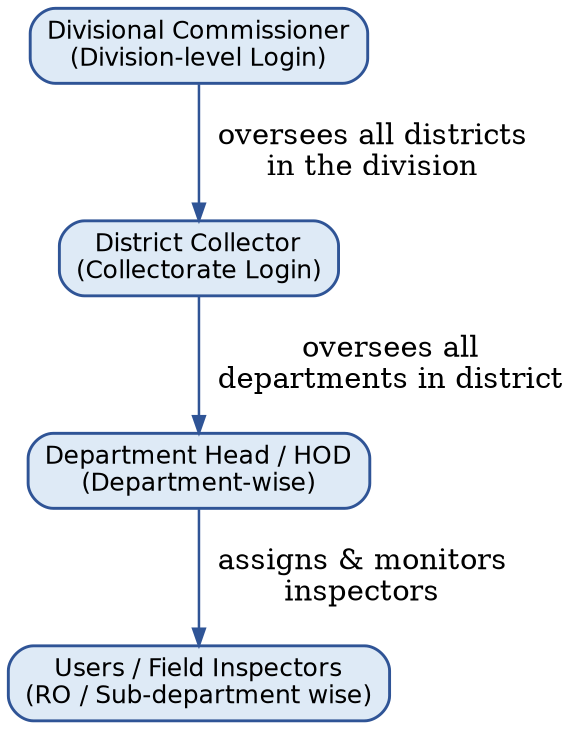 Divisional Commissioner
(Division-level Login)
oversees all districts
in the division
District Collector
(Collectorate Login)
oversees all
departments in district
Department Head / HOD
(Department-wise)
assigns & monitors
inspectors
Users / Field Inspectors
(RO / Sub-department wise)